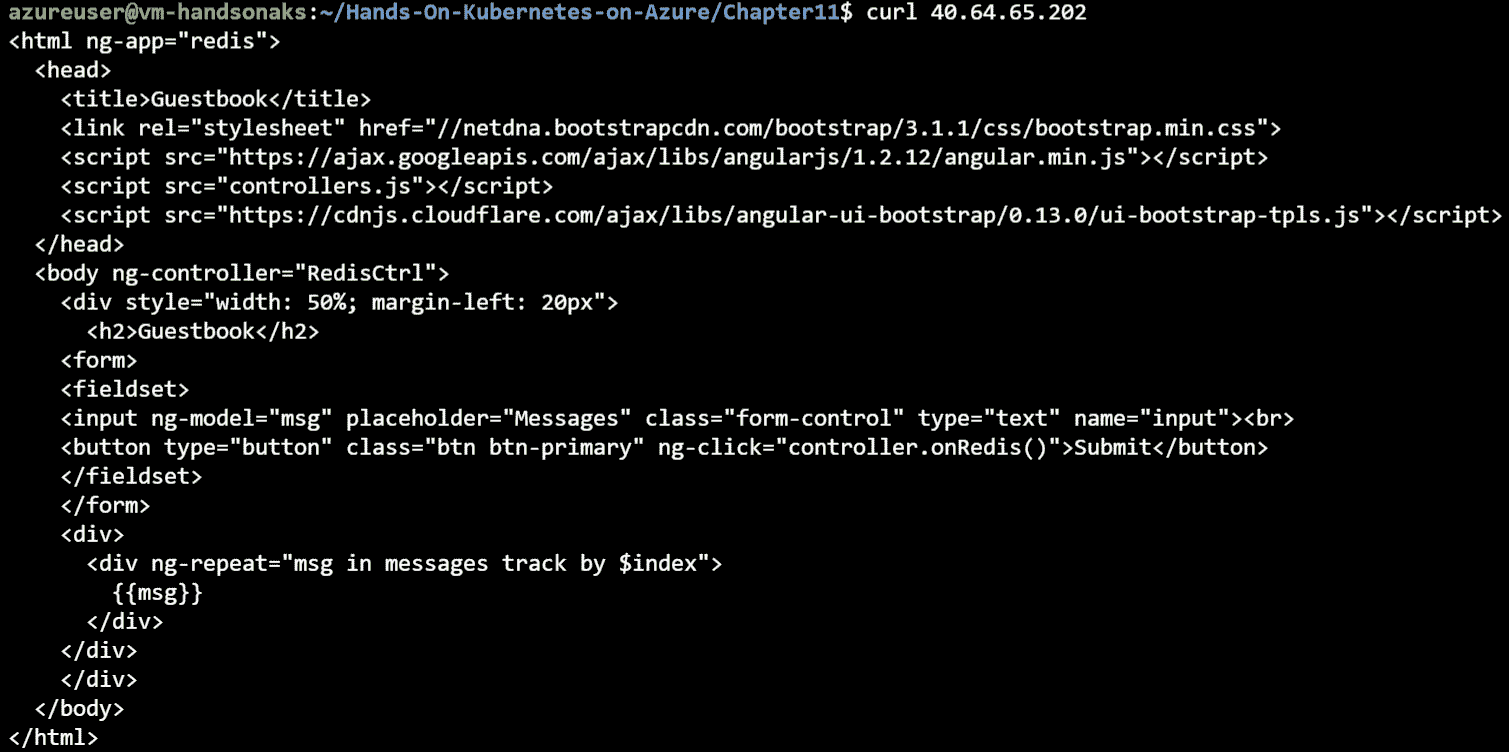 azureuser@vm-handsonaks:~/Hands-On-Kubernetes-on-Azure/Chapter11$ curl 40.64.65.202
<html ng-app="redis">
  <head>
    <title>Guestbook</title>
    <link rel="stylesheet" href="//netdna.bootstrapcdn.com/bootstrap/3.1.1/css/bootstrap.min.css">
    <script src="https://ajax.googleapis.com/ajax/libs/angularjs/1.2.12/angular.min.js"></script>
    <script src="controllers.js"></script>
    <script src="https://cdnjs.cloudflare.com/ajax/libs/angular-ui-bootstrap/0.13.0/ui-bootstrap-tpls.js"></script>
  </head>
  <body ng-controller="RedisCtrl">
    <div style="width: 50%; margin-left: 20px">
      <h2>Guestbook</h2>
    <form>
    <fieldset>
    <input ng-model="msg" placeholder="Messages" class="form-control" type="text" name="input"><br>
    <button type="button" class="btn btn-primary" ng-click="controller.onRedis()">Submit</button>
    </fieldset>
    </form>
    <div>
      <div ng-repeat="msg in messages track by $index">
        {{msg}}
      </div>
    </div>
    </div>
  </body>
</html>